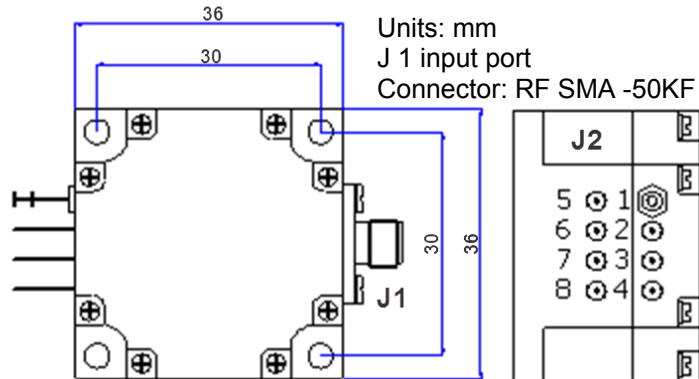 36
30
Units: mm
J 1 input port
Connector: RF SMA -50KF
30
36
J1
J2
5 1
6 2
7 3
8 4